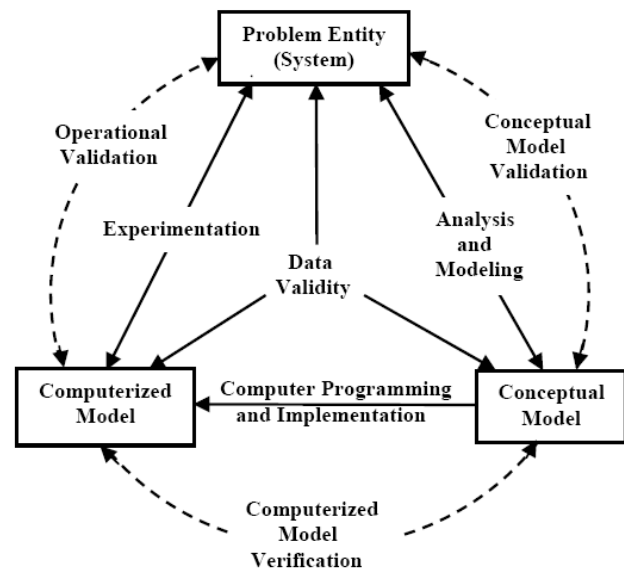 Problem Entity
(System)
Operational
Validation
Conceptual
Model
Validation
Experimentation
Analysis
and
Modeling
Data
Validity
Computerized
Model
Computer Programming
and Implementation
Conceptual
Model
Computerized
Model
Verification